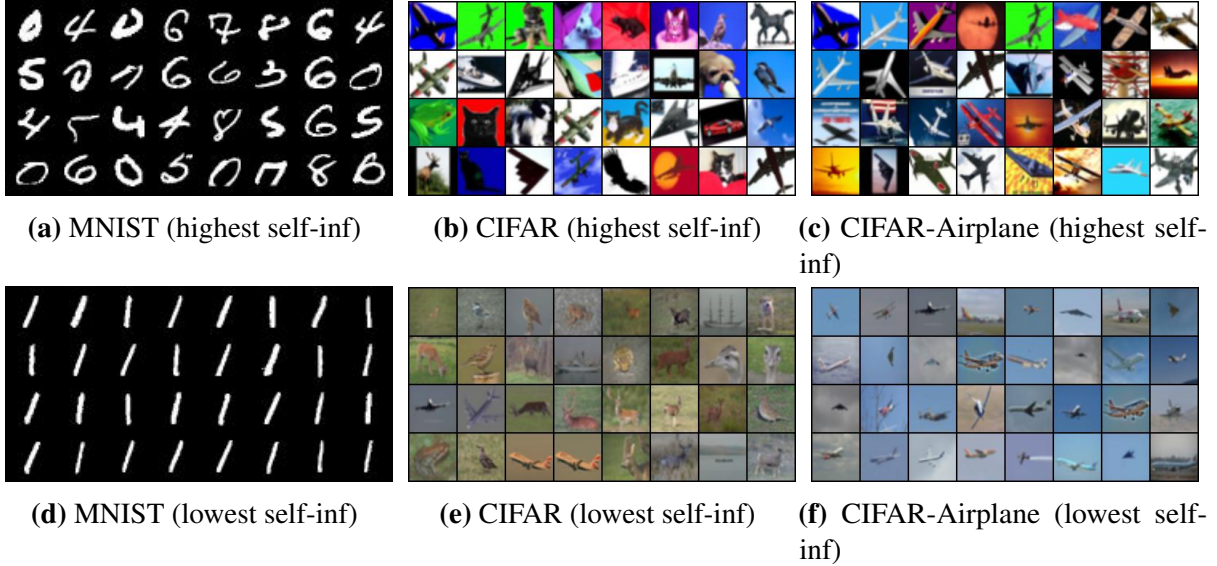 (a) MNIST (highest self-inf)
(b) CIFAR (highest self-inf)
(c) CIFAR-Airplane (highest self-
inf)
(d) MNIST (lowest self-inf)
(e) CIFAR (lowest self-inf)
(f) CIFAR-Airplane (lowest self-
inf)